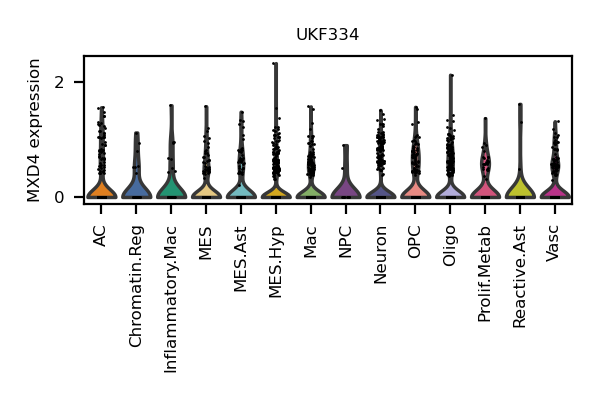 UKF334
MXD4 expression
2
0
AC
Chromatin.Reg
Inflammatory.Mac
MES
MES.Ast
MES.Hyp
Mac
NPC
Neuron
OPC
Oligo
Prolif.Metab
Reactive.Ast
Vasc